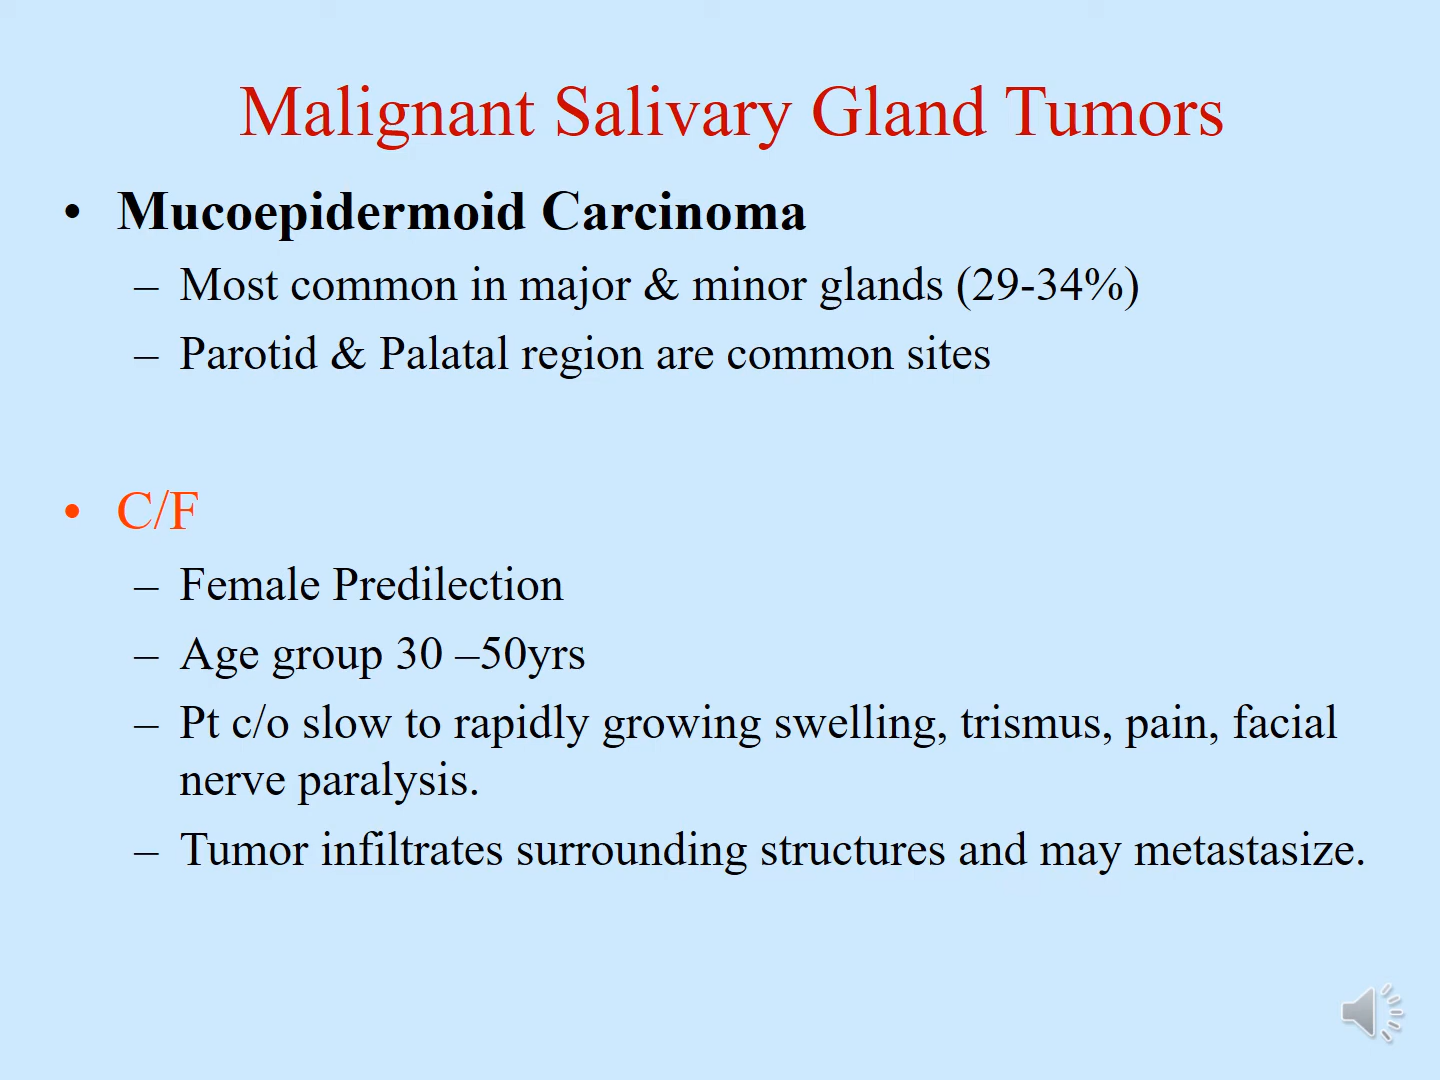 Malignant Salivary Gland Tumors
• Mucoepidermoid Carcinoma
– Most common in major & minor glands (29-34%)
– Parotid & Palatal region are common sites
• C/F
– Female Predilection
– Age group 30 –50yrs
– Pt c/o slow to rapidly growing swelling, trismus, pain, facial
nerve paralysis.
– Tumor infiltrates surrounding structures and may metastasize.